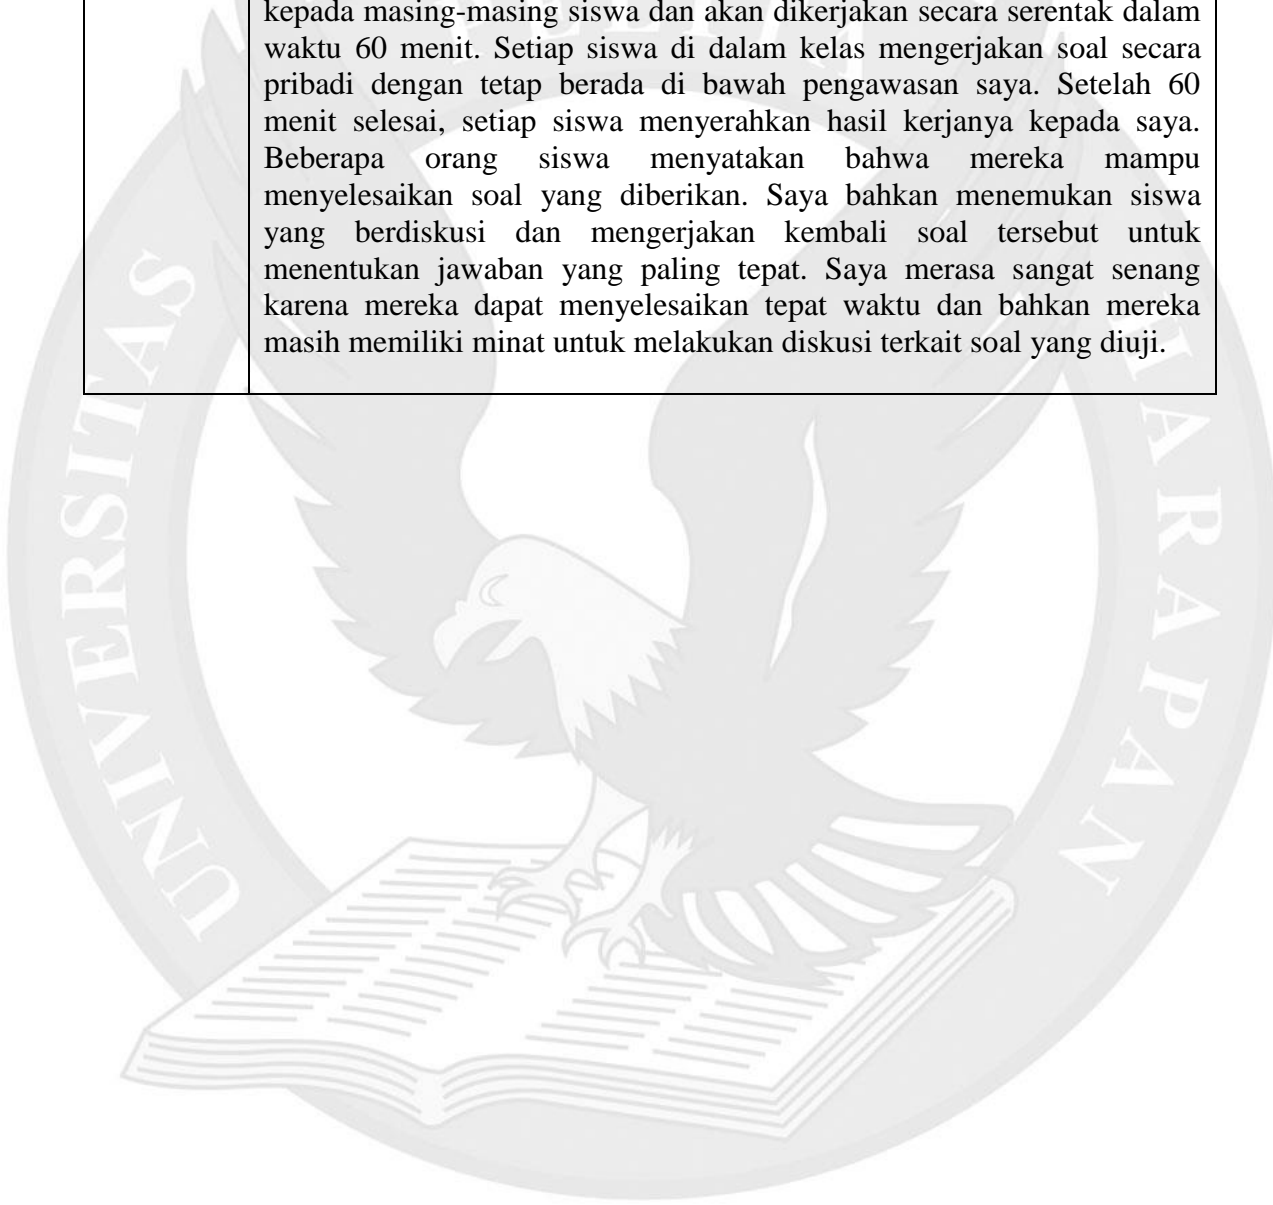 kepada masing-masing siswa dan akan dikerjakan secara serentak dalam
waktu 60 menit. Setiap siswa di dalam kelas mengerjakan soal secara
pribadi dengan tetap berada di bawah pengawasan saya. Setelah 60
menit selesai, setiap siswa menyerahkan hasil kerjanya kepada saya.
Beberapa orang siswa menyatakan bahwa mereka mampu
menyelesaikan soal yang diberikan. Saya bahkan menemukan siswa
yang berdiskusi dan mengerjakan kembali soal tersebut untuk
menentukan jawaban yang paling tepat. Saya merasa sangat senang
karena mereka dapat menyelesaikan tepat waktu dan bahkan mereka
masih memiliki minat untuk melakukan diskusi terkait soal yang diuji.
UNIVERSITAS
HARAPAN